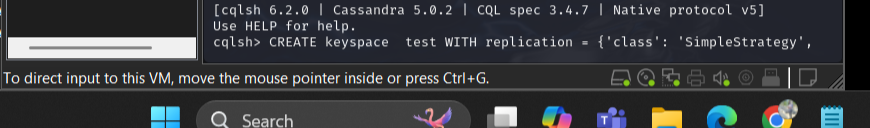 [cqlsh 6.2.0 | Cassandra 5.0.2 | CQL spec 3.4.7 | Native protocol v5]
Use HELP for help.
cqlsh> CREATE keyspace  test WITH replication = {'class': 'SimpleStrategy',
To direct input to this VM, move the mouse pointer inside or press Ctrl+G.
Search